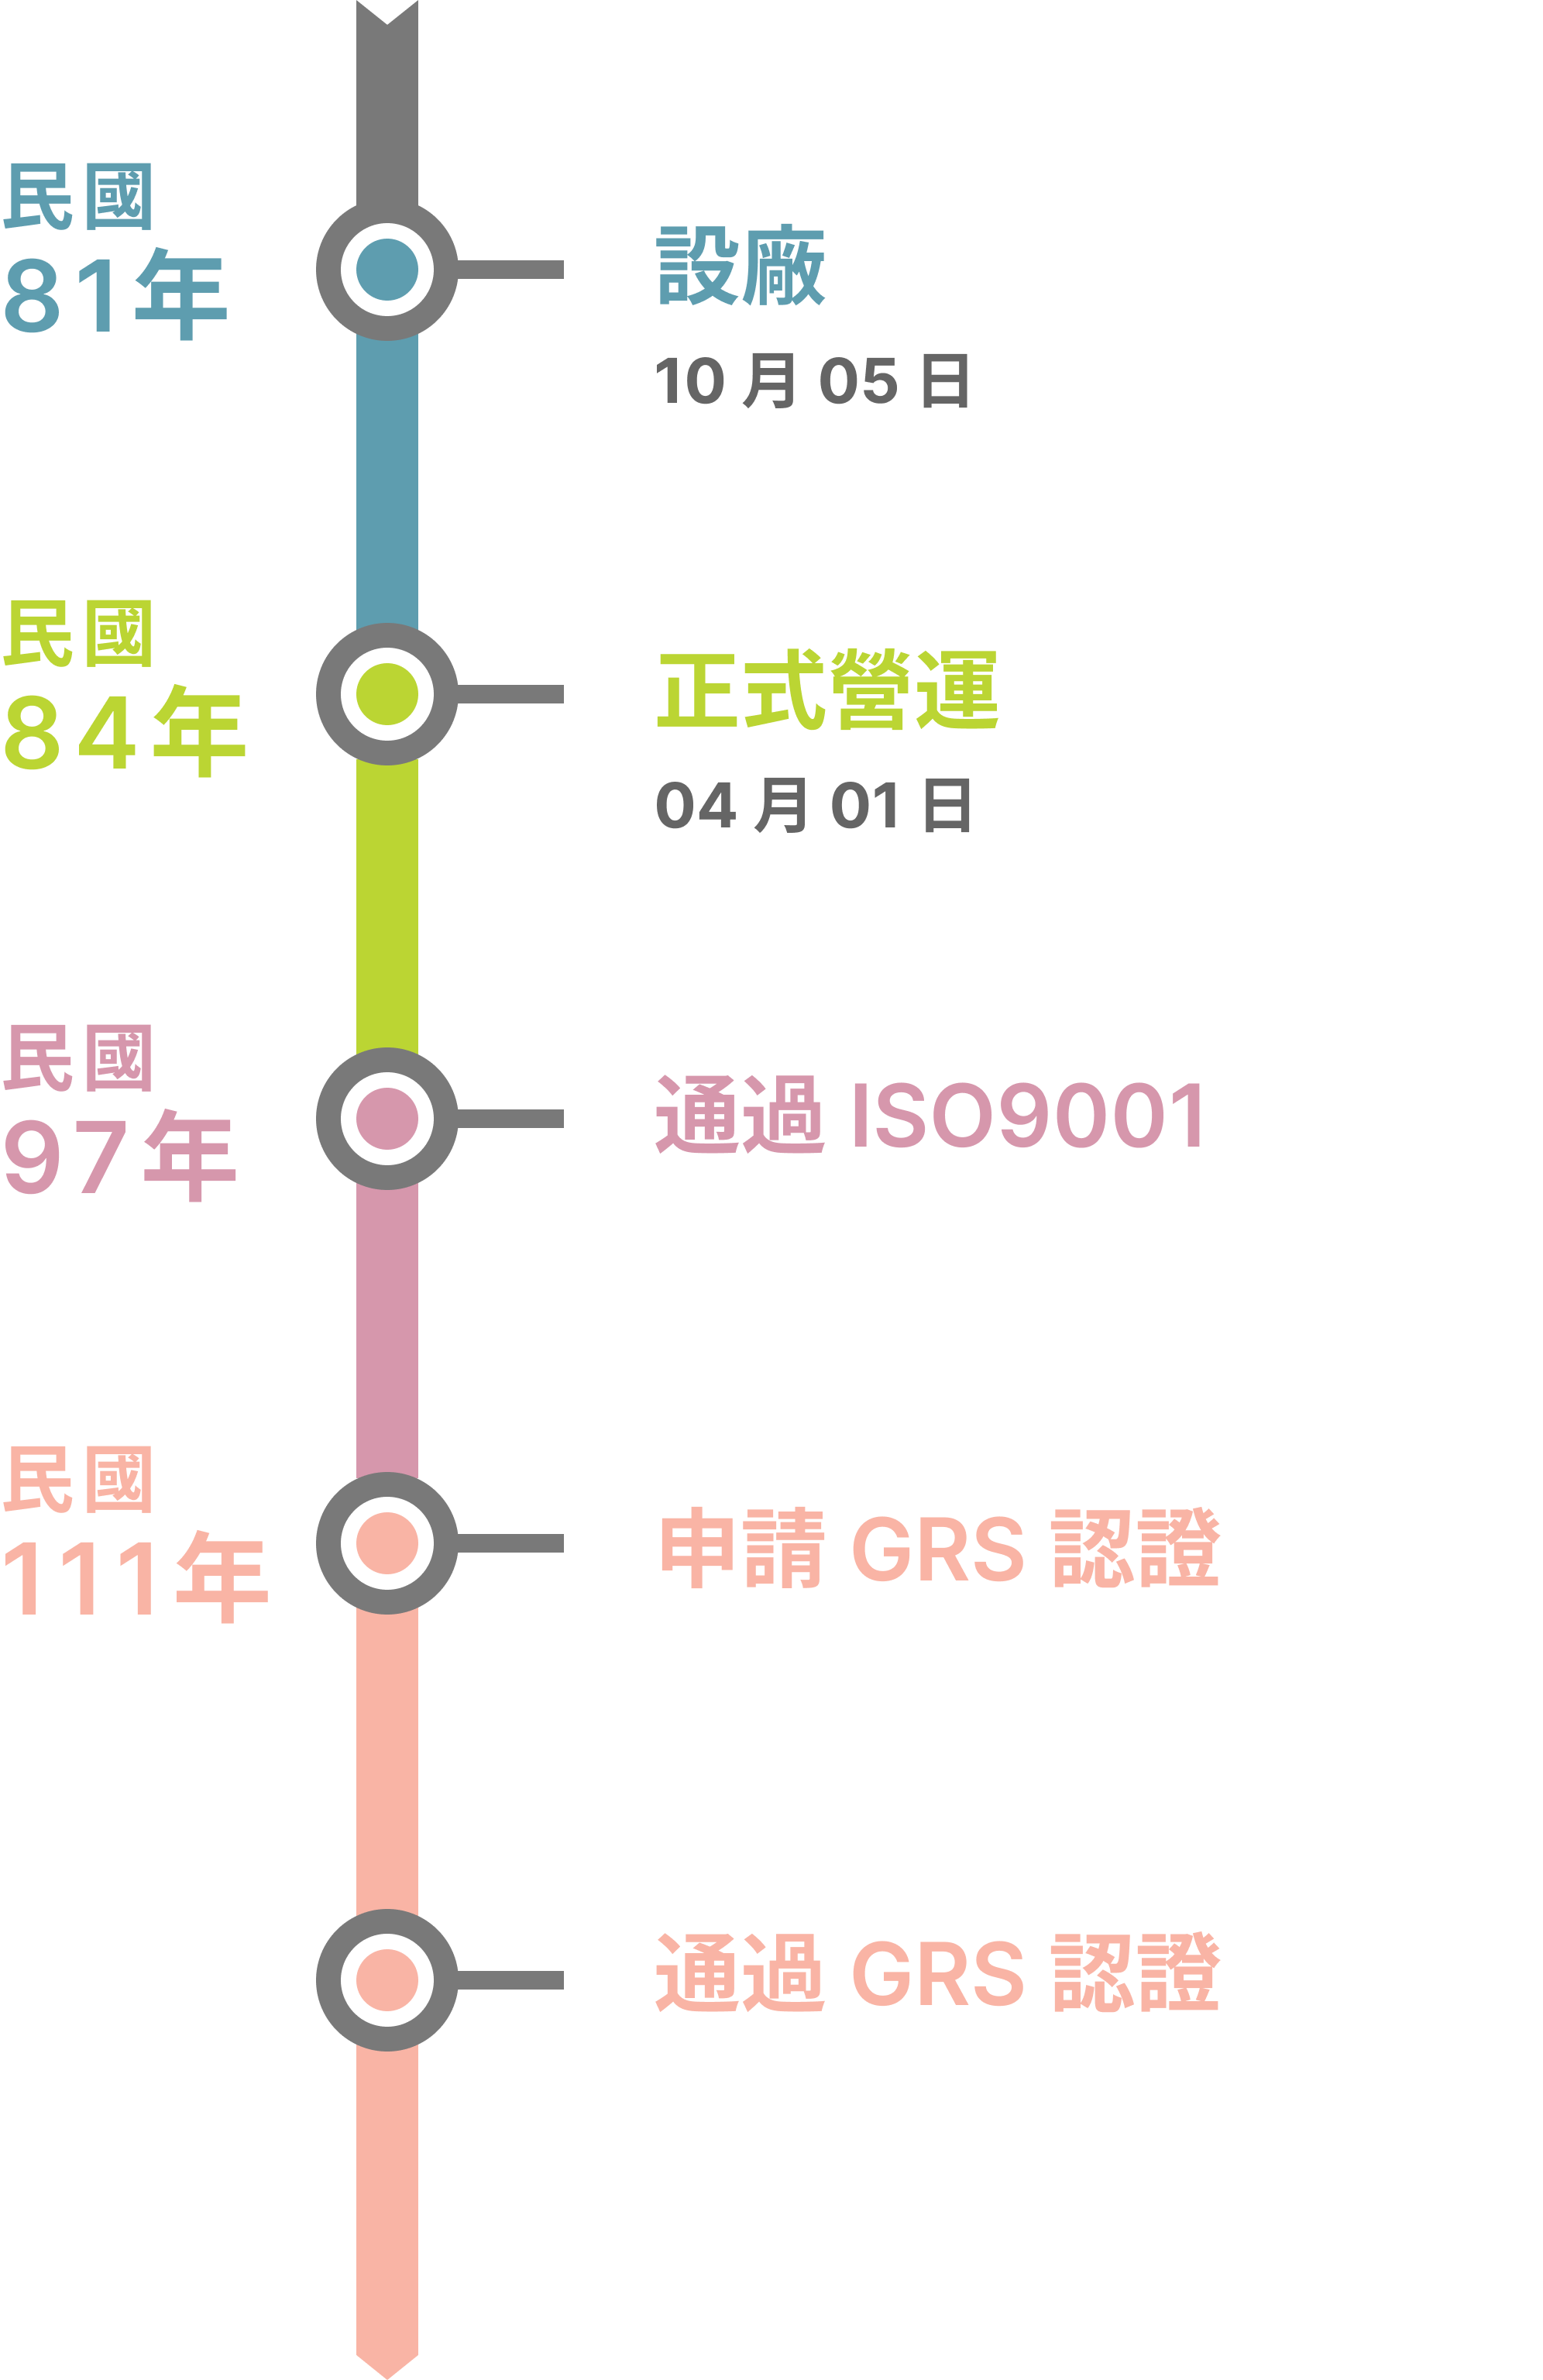 民國
81年
設廠
10 月 05 日
民國
84年
正式營運
04 月 01 日
民國
97年
通過 ISO9001
民國
111年
申請 GRS 認證
通過 GRS 認證